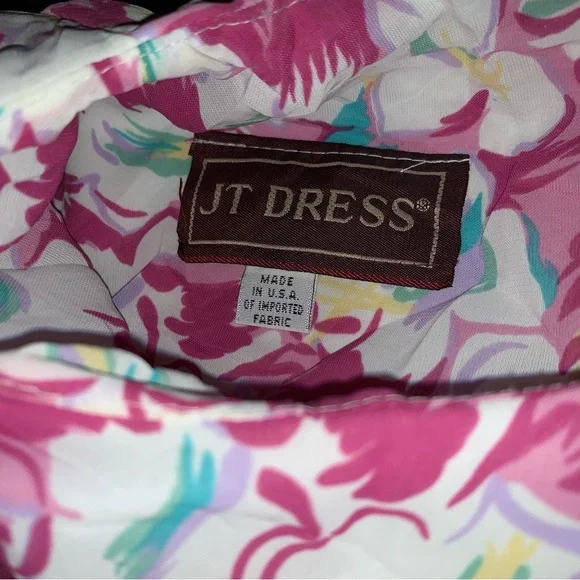 JT DRESS®
MADE
IN U.S.A.
OF IMPORTED
FABRIC